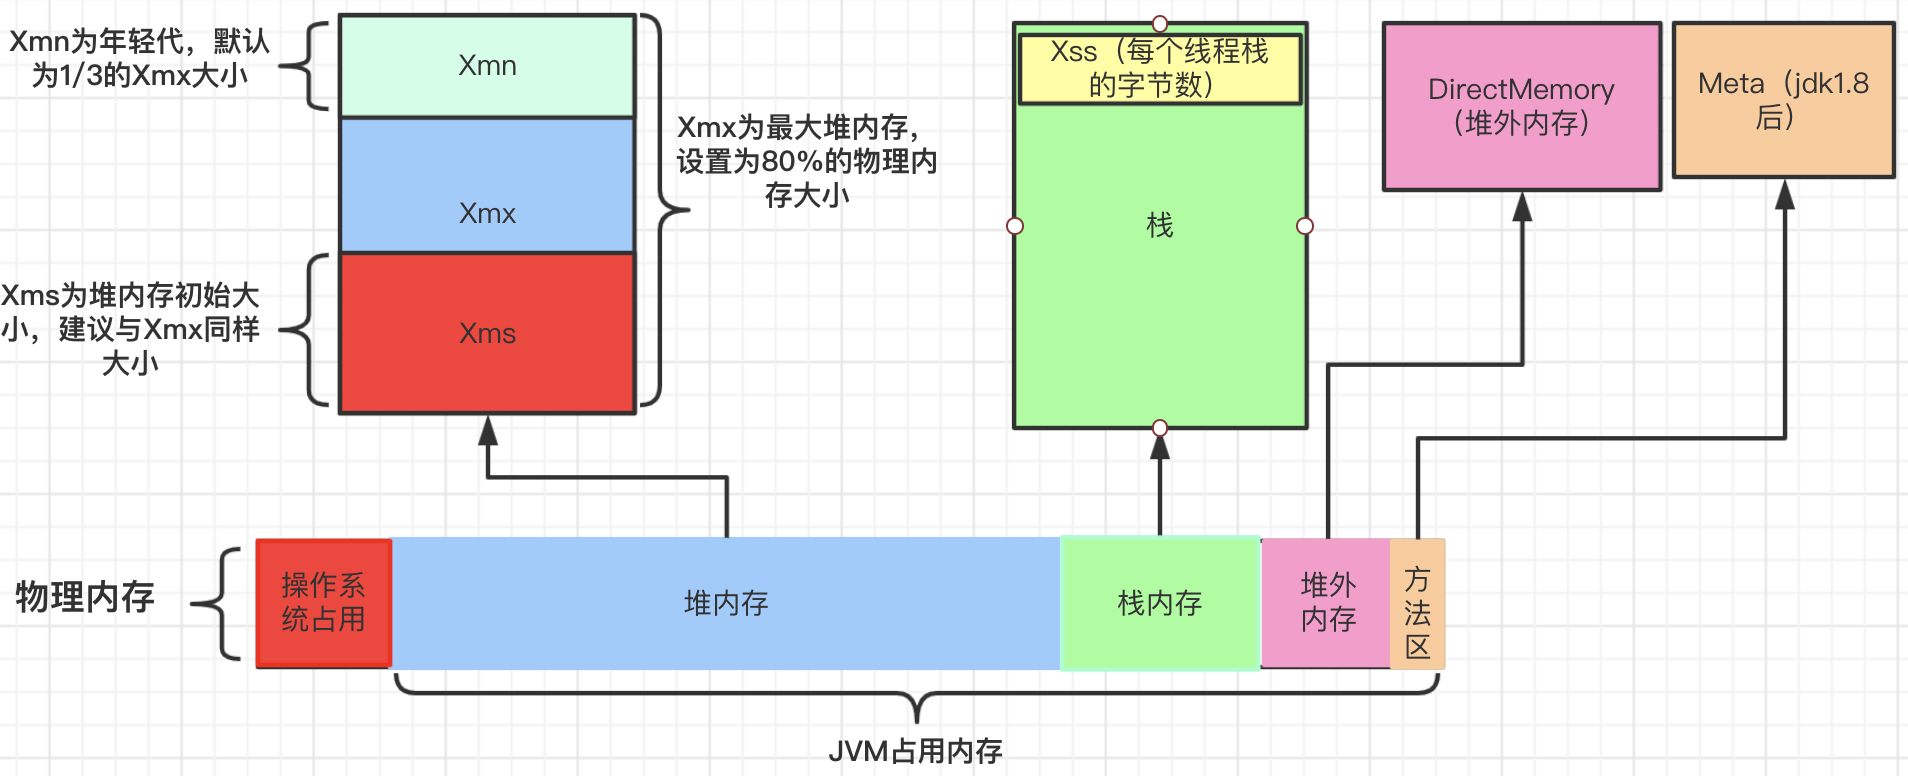 Xmn为年轻代，默认
为1/3的Xmx大小
Xmn
Xmx
Xmx为最大堆内存，
设置为80%的物理内
存大小
Xms为堆内存初始大
小，建议与Xmx同样
大小
Xms
Xss（每个线程栈
的字节数）
栈
DirectMemory
（堆外内存）
Meta（jdk1.8
后）
物理内存
操作系
统占用
堆内存
栈内存
堆外
内存
方
法
区
JVM占用内存